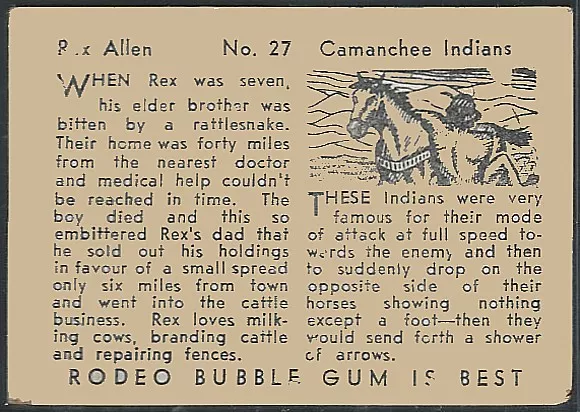 Rex Allen No. 27
WHEN Rex was seven,
his elder brother was
bitten by a rattlesnake.
Their home was forty miles
from the nearest doctor
and medical help couldn't
be reached in time. The
boy died and this so
embittered Rex's dad that
he sold out his holdings
in favour of a small spread
only six miles from town
and went into the cattle
business. Rex loves milk-
ing cows, branding cattle
and repairing fences.
Camanchee Indians
THESE Indians were very
famous for their mode
of attack at full speed to-
wards the enemy and then
to suddenly drop on the
opposite side of their
horses showing nothing
except a foot—then they
would send forth a shower
of arrows.
RODEO BUBBLE GUM IS BEST